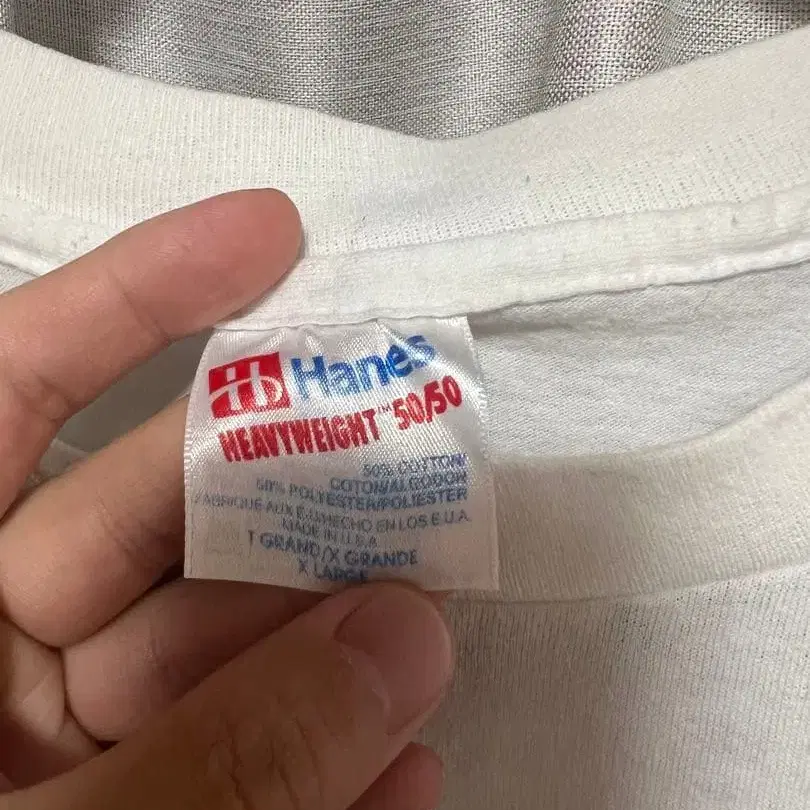 Hanes
HEAVYWEIGHT™ 50/50
50% COTTON/
COTON/ALGODON
50% POLYESTER/POLIESTER
FABRIQUE AUX E-U/HECHO EN LOS E.U.A.
MADE IN U.S.A.
T GRAND/X GRANDE
X LARGE